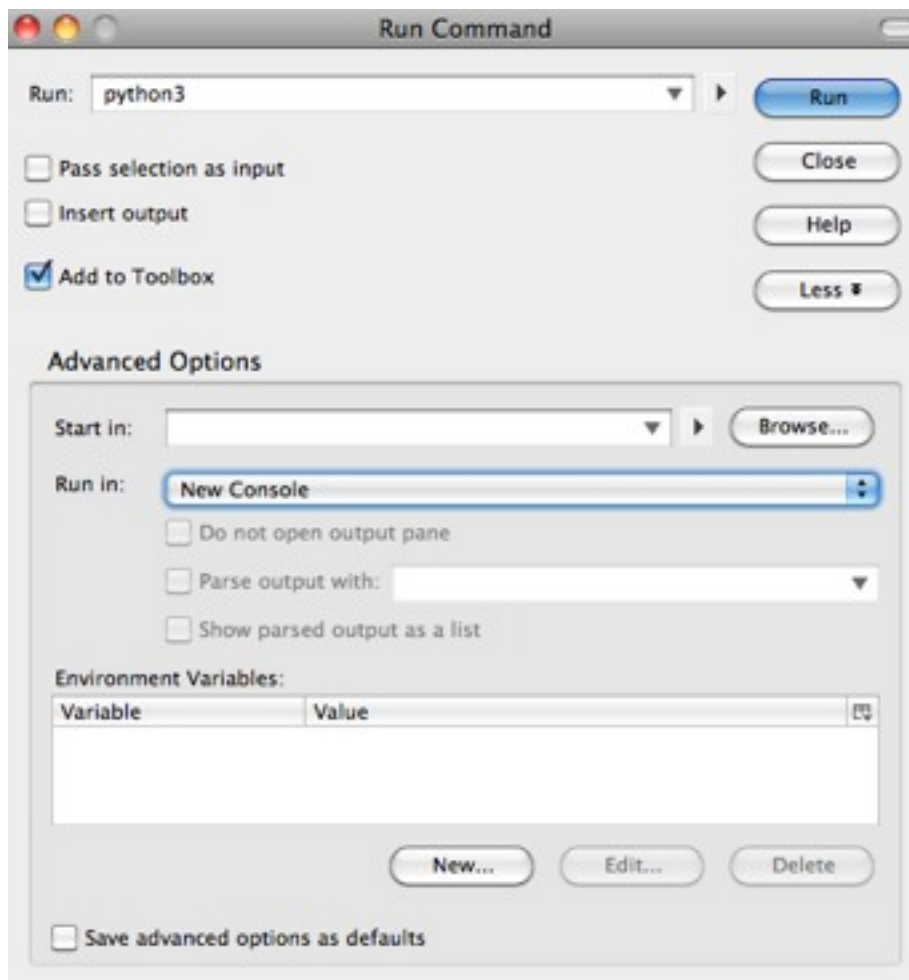 Run Command
Run: python3
Run
Pass selection as input
Close
Insert output
Help
Add to Toolbox
Less
Advanced Options
Start in:
Browse...
Run in: New Console
Do not open output pane
Parse output with:
Show parsed output as a list
Environment Variables:
Variable Value
New... Edit... Delete
Save advanced options as defaults